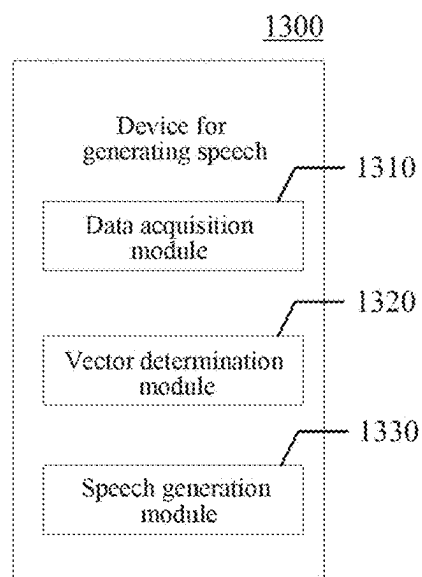 1300
Device for
generating speech
1310
Data acquisition
module
1320
Vector determination
module
1330
Speech generation
module